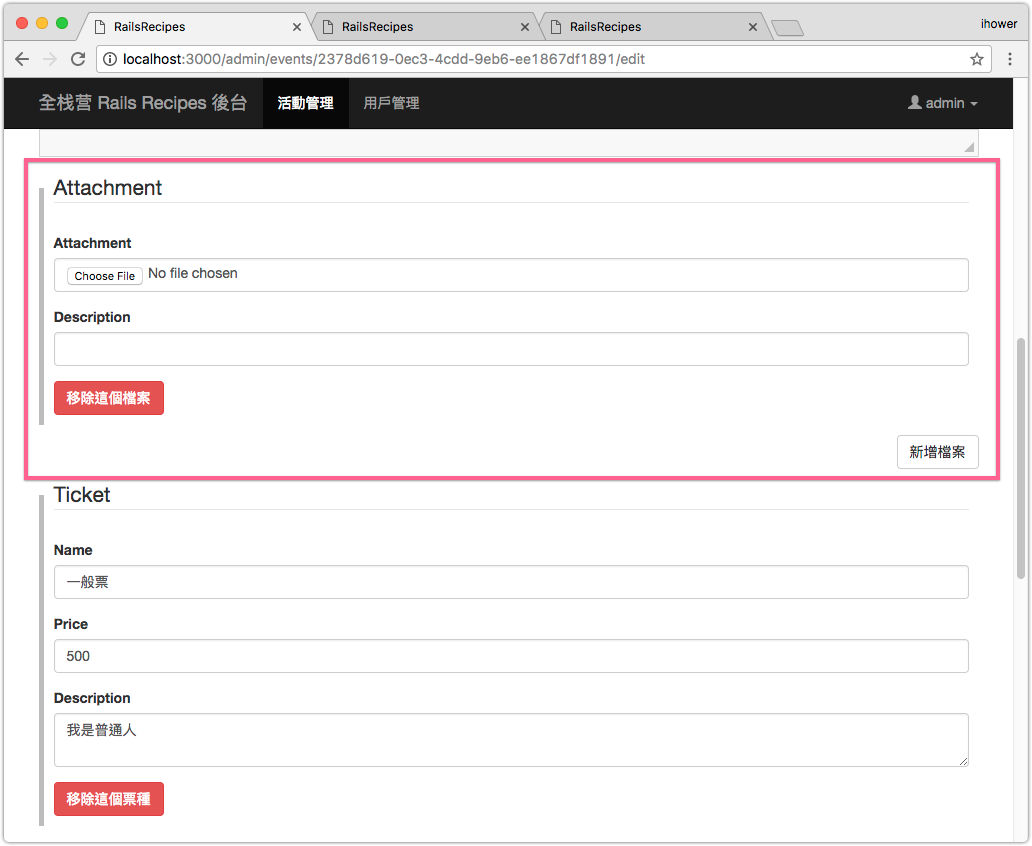 RailsRecipes
RailsRecipes
RailsRecipes
ihower
localhost:3000/admin/events/2378d619-0ec3-4cdd-9eb6-ee1867df1891/edit
全栈营 Rails Recipes 後台
活動管理
用戶管理
admin
Attachment
Attachment
Choose File No file chosen
Description
移除這個檔案
新增檔案
Ticket
Name
一般票
Price
500
Description
我是普通人
移除這個票種